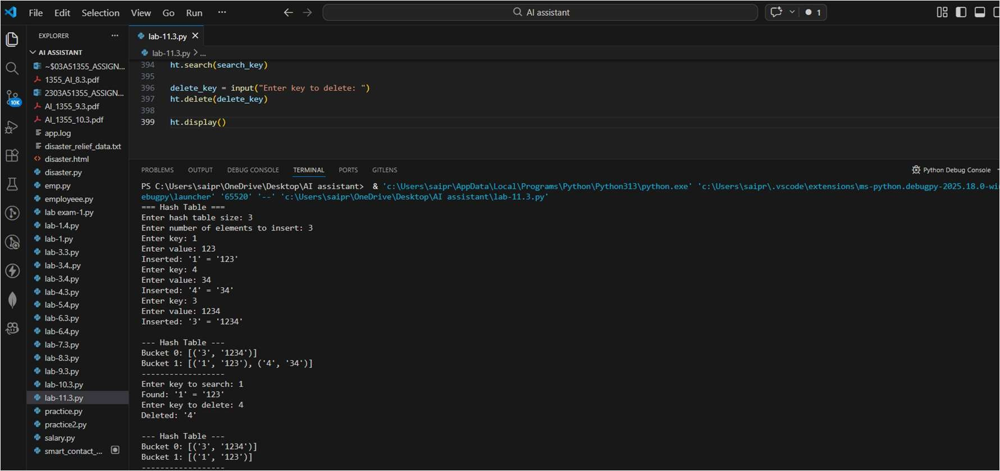 File Edit Selection View Go Run ···
AI assistant
1
EXPLORER ···
AI ASSISTANT
~$03A51355_ASSIGN...
1355_AI_8.3.pdf
2303A51355_ASSIGN...
AI_1355_9.3.pdf
AI_1355_10.3.pdf
app.log
disaster_relief_data.txt
disaster.html
disaster.py
emp.py
employeee.py
lab exam-1.py
lab-1.4.py
lab-1.py
lab-3.3.py
lab-3.4..py
lab-3.4.py
lab-4.3.py
lab-5.4.py
lab-6.3.py
lab-6.4.py
lab-7.3.py
lab-8.3.py
lab-9.3.py
lab-10.3.py
lab-11.3.py
practice.py
practice2.py
salary.py
smart_contact_...
10K
lab-11.3.py
lab-11.3.py > ...
394 ht.search(search_key)
395
396 delete_key = input("Enter key to delete: ")
397 ht.delete(delete_key)
398
399 ht.display()
PROBLEMS OUTPUT DEBUG CONSOLE TERMINAL PORTS GITLENS
Python Debug Console
PS C:\Users\saipr\OneDrive\Desktop\AI assistant> & 'c:\Users\saipr\AppData\Local\Programs\Python\Python313\python.exe' 'c:\Users\saipr\.vscode\extensions\ms-python.debugpy-2025.18.0-win
ebugpy\launcher' '65520' '--' 'c:\Users\saipr\OneDrive\Desktop\AI assistant\lab-11.3.py'
=== Hash Table ===
Enter hash table size: 3
Enter number of elements to insert: 3
Enter key: 1
Enter value: 123
Inserted: '1' = '123'
Enter key: 4
Enter value: 34
Inserted: '4' = '34'
Enter key: 3
Enter value: 1234
Inserted: '3' = '1234'
--- Hash Table ---
Bucket 0: [('3', '1234')]
Bucket 1: [('1', '123'), ('4', '34')]
------------------
Enter key to search: 1
Found: '1' = '123'
Enter key to delete: 4
Deleted: '4'
--- Hash Table ---
Bucket 0: [('3', '1234')]
Bucket 1: [('1', '123')]
------------------